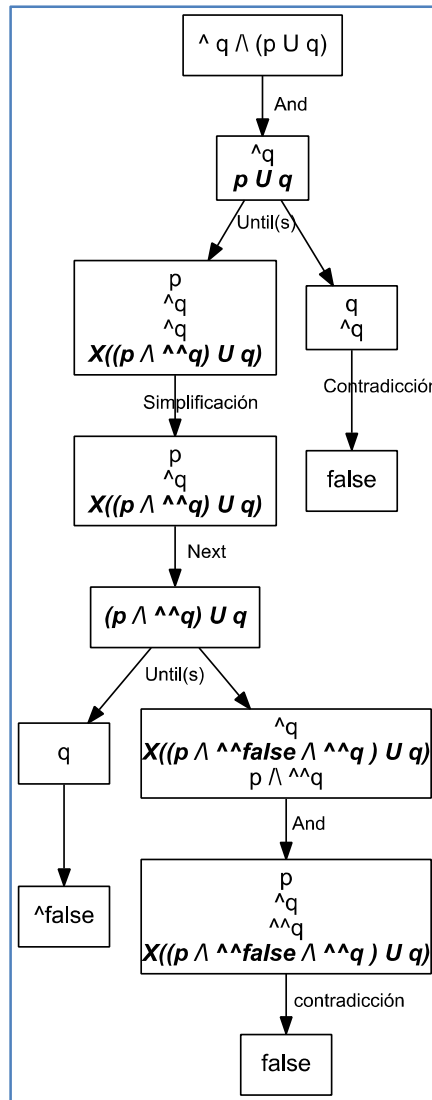 ^ q /\ (p U q)
And
^q
p U q
Until(s)
p
^q
^q
X((p /\ ^^q) U q)
q
^q
Simplificación
Contradicción
p
^q
X((p /\ ^^q) U q)
false
Next
(p /\ ^^q) U q
Until(s)
q
^q
X((p /\ ^^false /\ ^^q ) U q)
p /\ ^^q
And
^false
p
^q
^^q
X((p /\ ^^false /\ ^^q ) U q)
contradicción
false